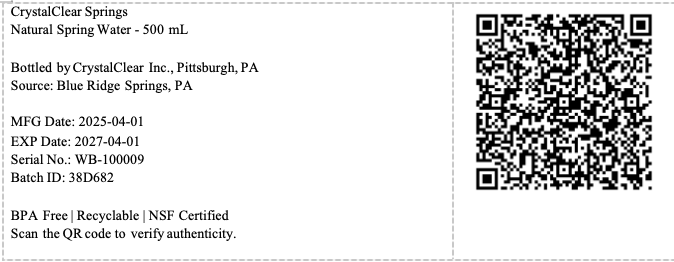 CrystalClear Springs
Natural Spring Water - 500 mL
Bottled by CrystalClear Inc., Pittsburgh, PA
Source: Blue Ridge Springs, PA
MFG Date: 2025-04-01
EXP Date: 2027-04-01
Serial No.: WB-100009
Batch ID: 38D682
BPA Free | Recyclable | NSF Certified
Scan the QR code to verify authenticity.